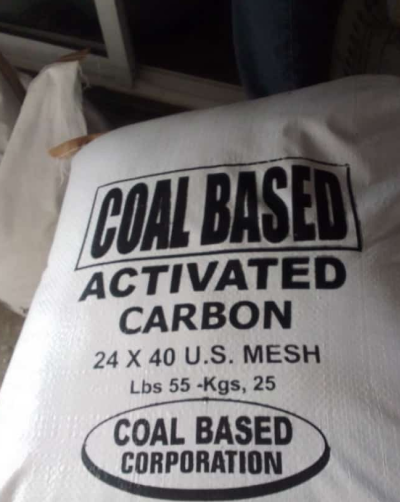 COAL BASED
ACTIVATED
CARBON
24 X 40 U.S. MESH
Lbs 55 -Kgs, 25
COAL BASED
CORPORATION